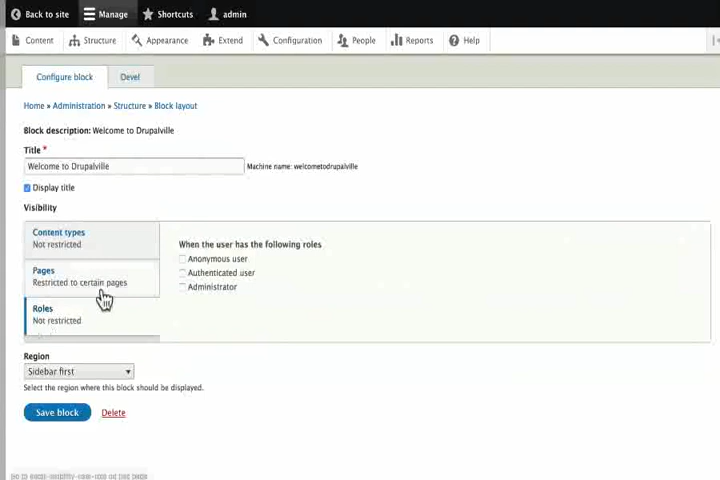 Back to site Manage Shortcuts admin
Content Structure Appearance Extend Configuration People Reports Help
Configure block Devel
Home » Administration » Structure » Block layout
Block description: Welcome to Drupalville
Title *
Welcome to Drupalville Machine name: welcometodrupalville
Display title
Visibility
Content types
Not restricted
Pages
Restricted to certain pages
Roles
Not restricted
When the user has the following roles
Anonymous user
Authenticated user
Administrator
Region
Sidebar first
Select the region where this block should be displayed.
Save block Delete